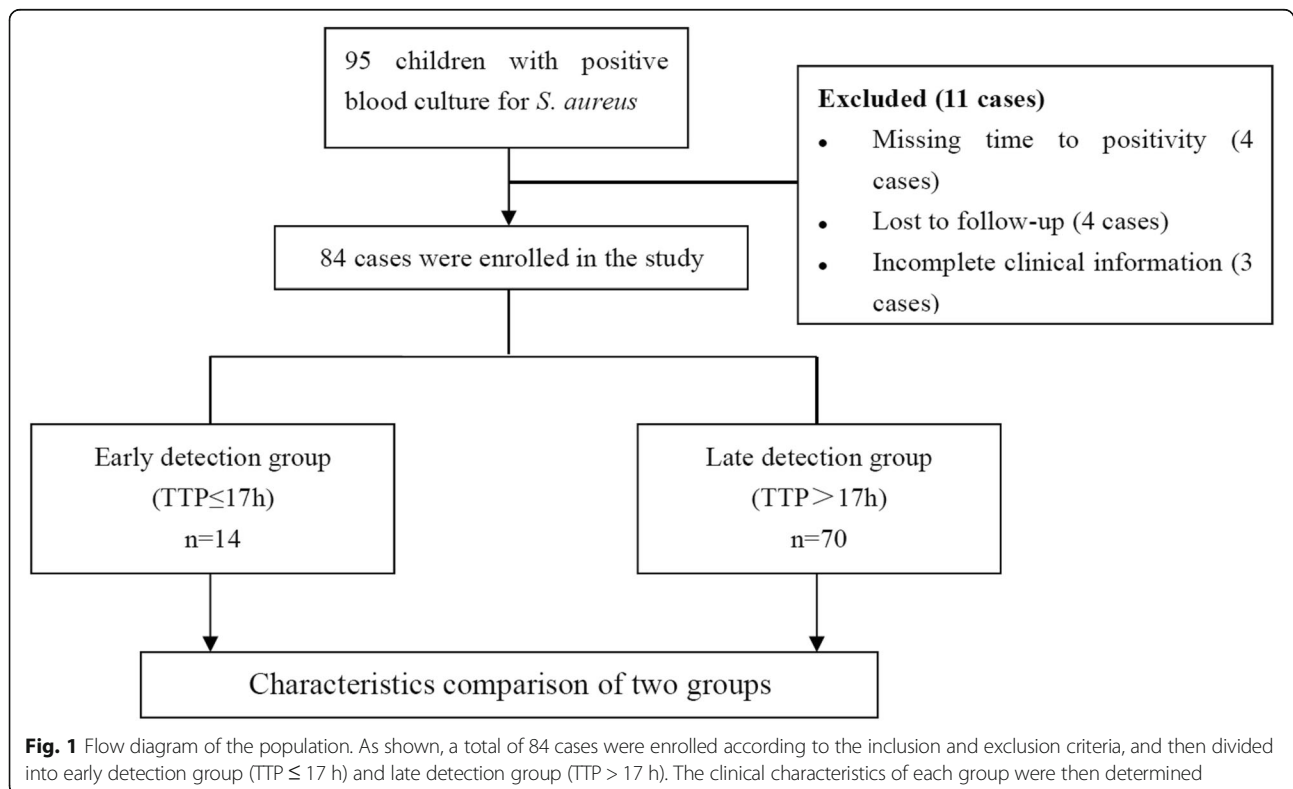 95 children with positive
blood culture for S. aureus
Excluded (11 cases)
• Missing time to positivity (4
cases)
• Lost to follow-up (4 cases)
• Incomplete clinical information (3
cases)
84 cases were enrolled in the study
Early detection group
(TTP≤17h)
n=14
Late detection group
(TTP＞17h)
n=70
Characteristics comparison of two groups
Fig. 1 Flow diagram of the population. As shown, a total of 84 cases were enrolled according to the inclusion and exclusion criteria, and then divided
into early detection group (TTP ≤ 17 h) and late detection group (TTP > 17 h). The clinical characteristics of each group were then determined